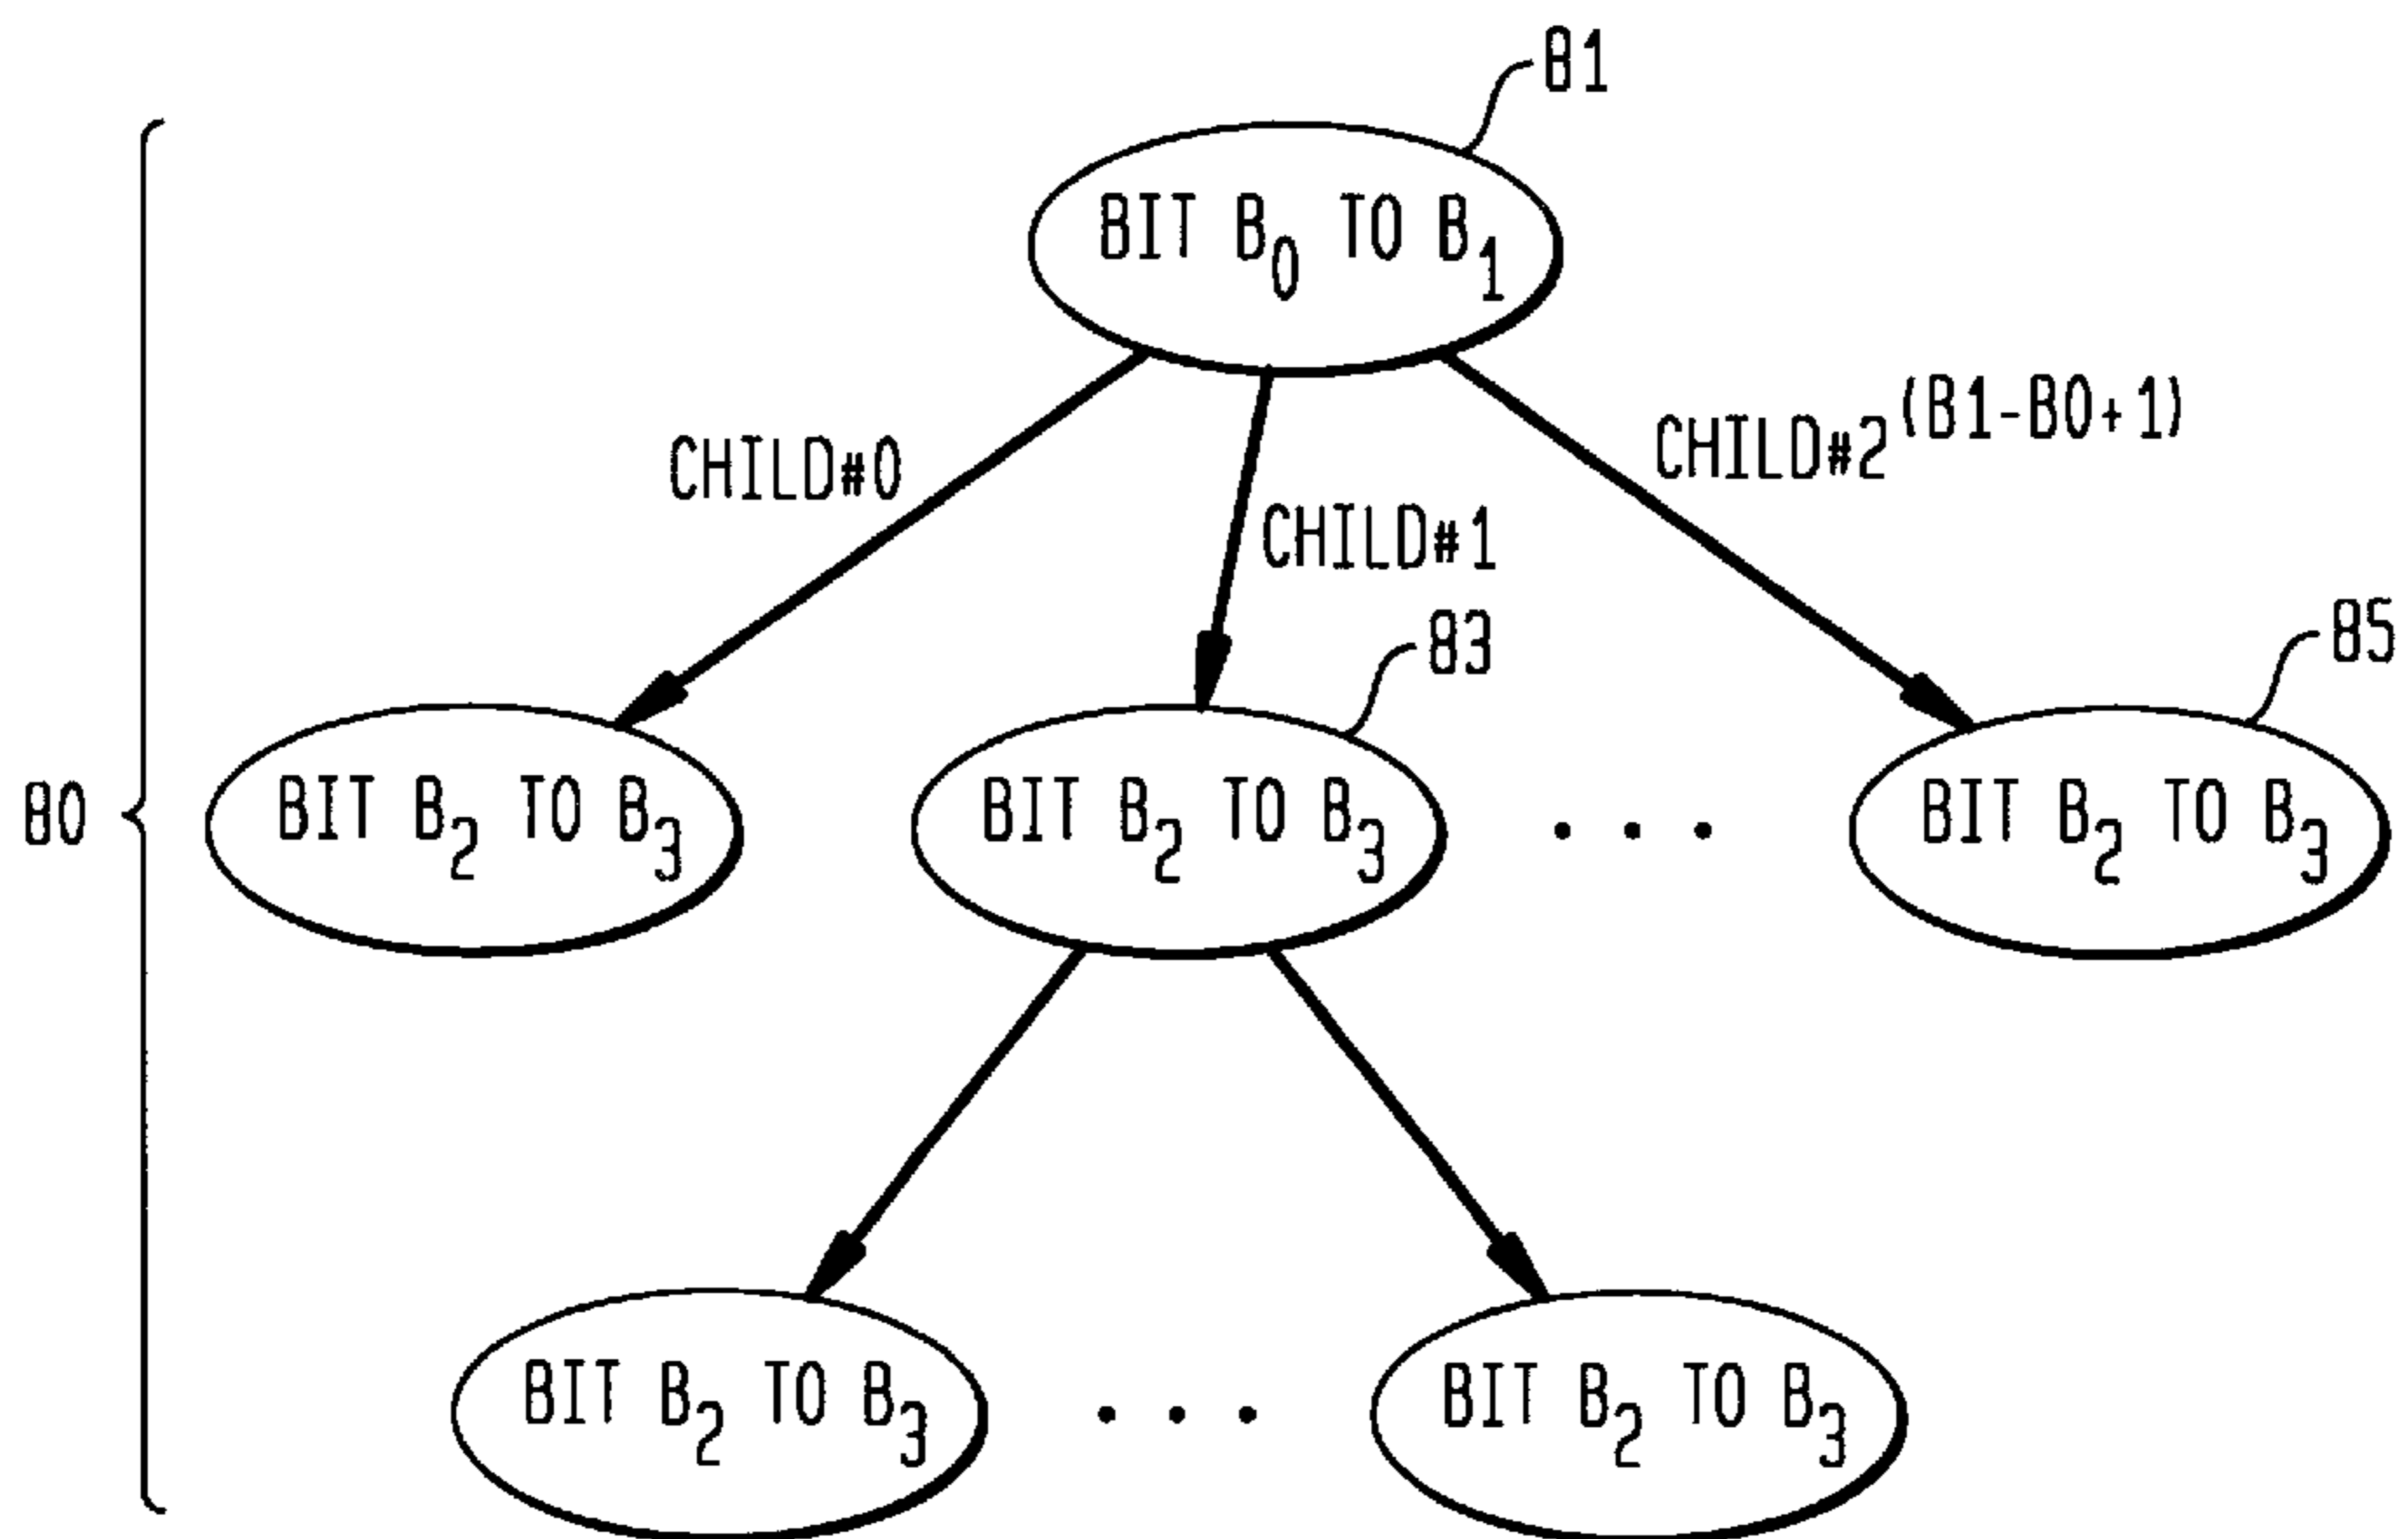 81
BIT B₀ TO B₁
CHILD#0
CHILD#1
CHILD#2^(B1-B0+1)
83
85
80
BIT B₂ TO B₃
BIT B₂ TO B₃
. . .
BIT B₂ TO B₃
BIT B₂ TO B₃
. . .
BIT B₂ TO B₃